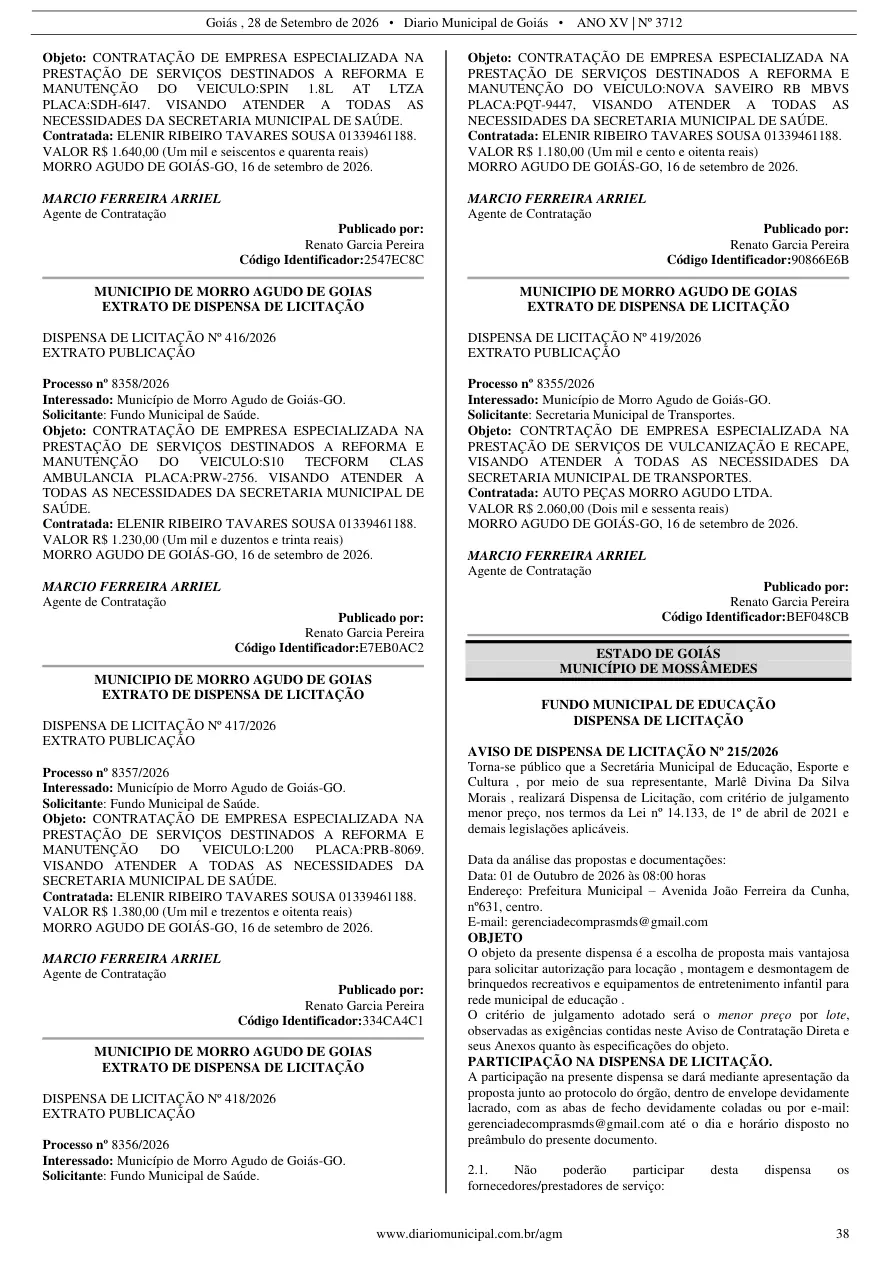 Goiás , 28 de Setembro de 2026 • Diario Municipal de Goiás • ANO XV | Nº 3712
Objeto: CONTRATAÇÃO DE EMPRESA ESPECIALIZADA NA
PRESTAÇÃO DE SERVIÇOS DESTINADOS A REFORMA E
MANUTENÇÃO DO VEICULO:SPIN 1.8L AT LTZA
PLACA:SDH-6I47. VISANDO ATENDER A TODAS AS
NECESSIDADES DA SECRETARIA MUNICIPAL DE SAÚDE.
Contratada: ELENIR RIBEIRO TAVARES SOUSA 01339461188.
VALOR R$ 1.640,00 (Um mil e seiscentos e quarenta reais)
MORRO AGUDO DE GOIÁS-GO, 16 de setembro de 2026.
MARCIO FERREIRA ARRIEL
Agente de Contratação
Publicado por:
Renato Garcia Pereira
Código Identificador:2547EC8C
MUNICIPIO DE MORRO AGUDO DE GOIAS
EXTRATO DE DISPENSA DE LICITAÇÃO
DISPENSA DE LICITAÇÃO Nº 416/2026
EXTRATO PUBLICAÇÃO
Processo nº 8358/2026
Interessado: Município de Morro Agudo de Goiás-GO.
Solicitante: Fundo Municipal de Saúde.
Objeto: CONTRATAÇÃO DE EMPRESA ESPECIALIZADA NA
PRESTAÇÃO DE SERVIÇOS DESTINADOS A REFORMA E
MANUTENÇÃO DO VEICULO:S10 TECFORM CLAS
AMBULANCIA PLACA:PRW-2756. VISANDO ATENDER A
TODAS AS NECESSIDADES DA SECRETARIA MUNICIPAL DE
SAÚDE.
Contratada: ELENIR RIBEIRO TAVARES SOUSA 01339461188.
VALOR R$ 1.230,00 (Um mil e duzentos e trinta reais)
MORRO AGUDO DE GOIÁS-GO, 16 de setembro de 2026.
MARCIO FERREIRA ARRIEL
Agente de Contratação
Publicado por:
Renato Garcia Pereira
Código Identificador:E7EB0AC2
MUNICIPIO DE MORRO AGUDO DE GOIAS
EXTRATO DE DISPENSA DE LICITAÇÃO
DISPENSA DE LICITAÇÃO Nº 417/2026
EXTRATO PUBLICAÇÃO
Processo nº 8357/2026
Interessado: Município de Morro Agudo de Goiás-GO.
Solicitante: Fundo Municipal de Saúde.
Objeto: CONTRATAÇÃO DE EMPRESA ESPECIALIZADA NA
PRESTAÇÃO DE SERVIÇOS DESTINADOS A REFORMA E
MANUTENÇÃO DO VEICULO:L200 PLACA:PRB-8069.
VISANDO ATENDER A TODAS AS NECESSIDADES DA
SECRETARIA MUNICIPAL DE SAÚDE.
Contratada: ELENIR RIBEIRO TAVARES SOUSA 01339461188.
VALOR R$ 1.380,00 (Um mil e trezentos e oitenta reais)
MORRO AGUDO DE GOIÁS-GO, 16 de setembro de 2026.
MARCIO FERREIRA ARRIEL
Agente de Contratação
Publicado por:
Renato Garcia Pereira
Código Identificador:334CA4C1
MUNICIPIO DE MORRO AGUDO DE GOIAS
EXTRATO DE DISPENSA DE LICITAÇÃO
DISPENSA DE LICITAÇÃO Nº 418/2026
EXTRATO PUBLICAÇÃO
Processo nº 8356/2026
Interessado: Município de Morro Agudo de Goiás-GO.
Solicitante: Fundo Municipal de Saúde.
Objeto: CONTRATAÇÃO DE EMPRESA ESPECIALIZADA NA
PRESTAÇÃO DE SERVIÇOS DESTINADOS A REFORMA E
MANUTENÇÃO DO VEICULO:NOVA SAVEIRO RB MBVS
PLACA:PQT-9447, VISANDO ATENDER A TODAS AS
NECESSIDADES DA SECRETARIA MUNICIPAL DE SAÚDE.
Contratada: ELENIR RIBEIRO TAVARES SOUSA 01339461188.
VALOR R$ 1.180,00 (Um mil e cento e oitenta reais)
MORRO AGUDO DE GOIÁS-GO, 16 de setembro de 2026.
MARCIO FERREIRA ARRIEL
Agente de Contratação
Publicado por:
Renato Garcia Pereira
Código Identificador:90866E6B
MUNICIPIO DE MORRO AGUDO DE GOIAS
EXTRATO DE DISPENSA DE LICITAÇÃO
DISPENSA DE LICITAÇÃO Nº 419/2026
EXTRATO PUBLICAÇÃO
Processo nº 8355/2026
Interessado: Município de Morro Agudo de Goiás-GO.
Solicitante: Secretaria Municipal de Transportes.
Objeto: CONTRTAÇÃO DE EMPRESA ESPECIALIZADA NA
PRESTAÇÃO DE SERVIÇOS DE VULCANIZAÇÃO E RECAPE,
VISANDO ATENDER A TODAS AS NECESSIDADES DA
SECRETARIA MUNICIPAL DE TRANSPORTES.
Contratada: AUTO PEÇAS MORRO AGUDO LTDA.
VALOR R$ 2.060,00 (Dois mil e sessenta reais)
MORRO AGUDO DE GOIÁS-GO, 16 de setembro de 2026.
MARCIO FERREIRA ARRIEL
Agente de Contratação
Publicado por:
Renato Garcia Pereira
Código Identificador:BEF048CB
ESTADO DE GOIÁS
MUNICÍPIO DE MOSSÂMEDES
FUNDO MUNICIPAL DE EDUCAÇÃO
DISPENSA DE LICITAÇÃO
AVISO DE DISPENSA DE LICITAÇÃO Nº 215/2026
Torna-se público que a Secretária Municipal de Educação, Esporte e
Cultura , por meio de sua representante, Marlê Divina Da Silva
Morais , realizará Dispensa de Licitação, com critério de julgamento
menor preço, nos termos da Lei nº 14.133, de 1º de abril de 2021 e
demais legislações aplicáveis.
Data da análise das propostas e documentações:
Data: 01 de Outubro de 2026 às 08:00 horas
Endereço: Prefeitura Municipal – Avenida João Ferreira da Cunha,
nº631, centro.
E-mail: gerenciadecomprasmds@gmail.com
OBJETO
O objeto da presente dispensa é a escolha de proposta mais vantajosa
para solicitar autorização para locação , montagem e desmontagem de
brinquedos recreativos e equipamentos de entretenimento infantil para
rede municipal de educação .
O critério de julgamento adotado será o menor preço por lote,
observadas as exigências contidas neste Aviso de Contratação Direta e
seus Anexos quanto às especificações do objeto.
PARTICIPAÇÃO NA DISPENSA DE LICITAÇÃO.
A participação na presente dispensa se dará mediante apresentação da
proposta junto ao protocolo do órgão, dentro de envelope devidamente
lacrado, com as abas de fecho devidamente coladas ou por e-mail:
gerenciadecomprasmds@gmail.com até o dia e horário disposto no
preâmbulo do presente documento.
2.1. Não poderão participar desta dispensa os
fornecedores/prestadores de serviço:
www.diariomunicipal.com.br/agm 38